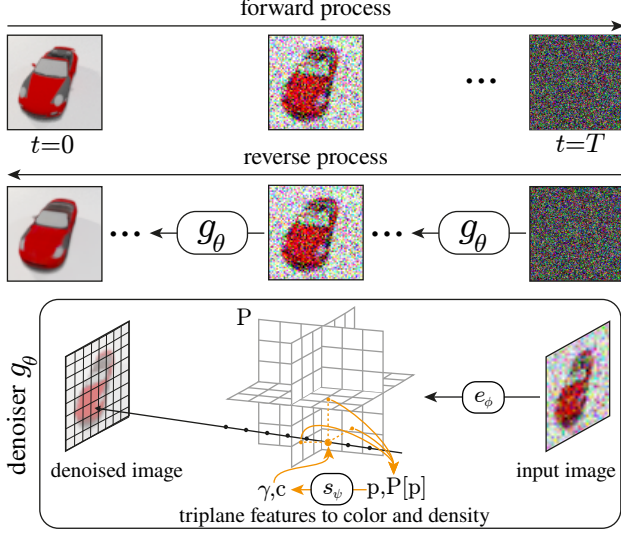 forward process
...
t=0
t=T
reverse process
... g_θ ... g_θ
denoiser g_θ
P
e_ϕ
denoised image
input image
γ,c s_ψ p,P[p]
triplane features to color and density